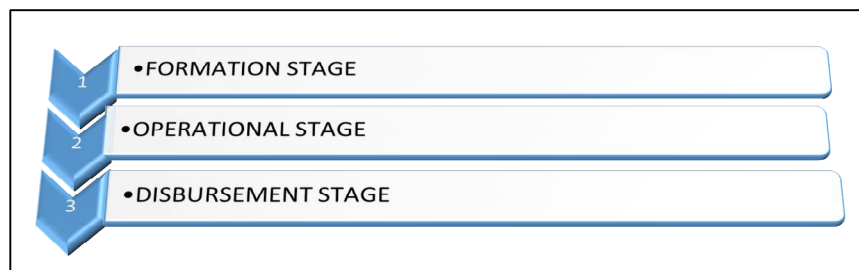 1 •FORMATION STAGE
2 •OPERATIONAL STAGE
3 •DISBURSEMENT STAGE